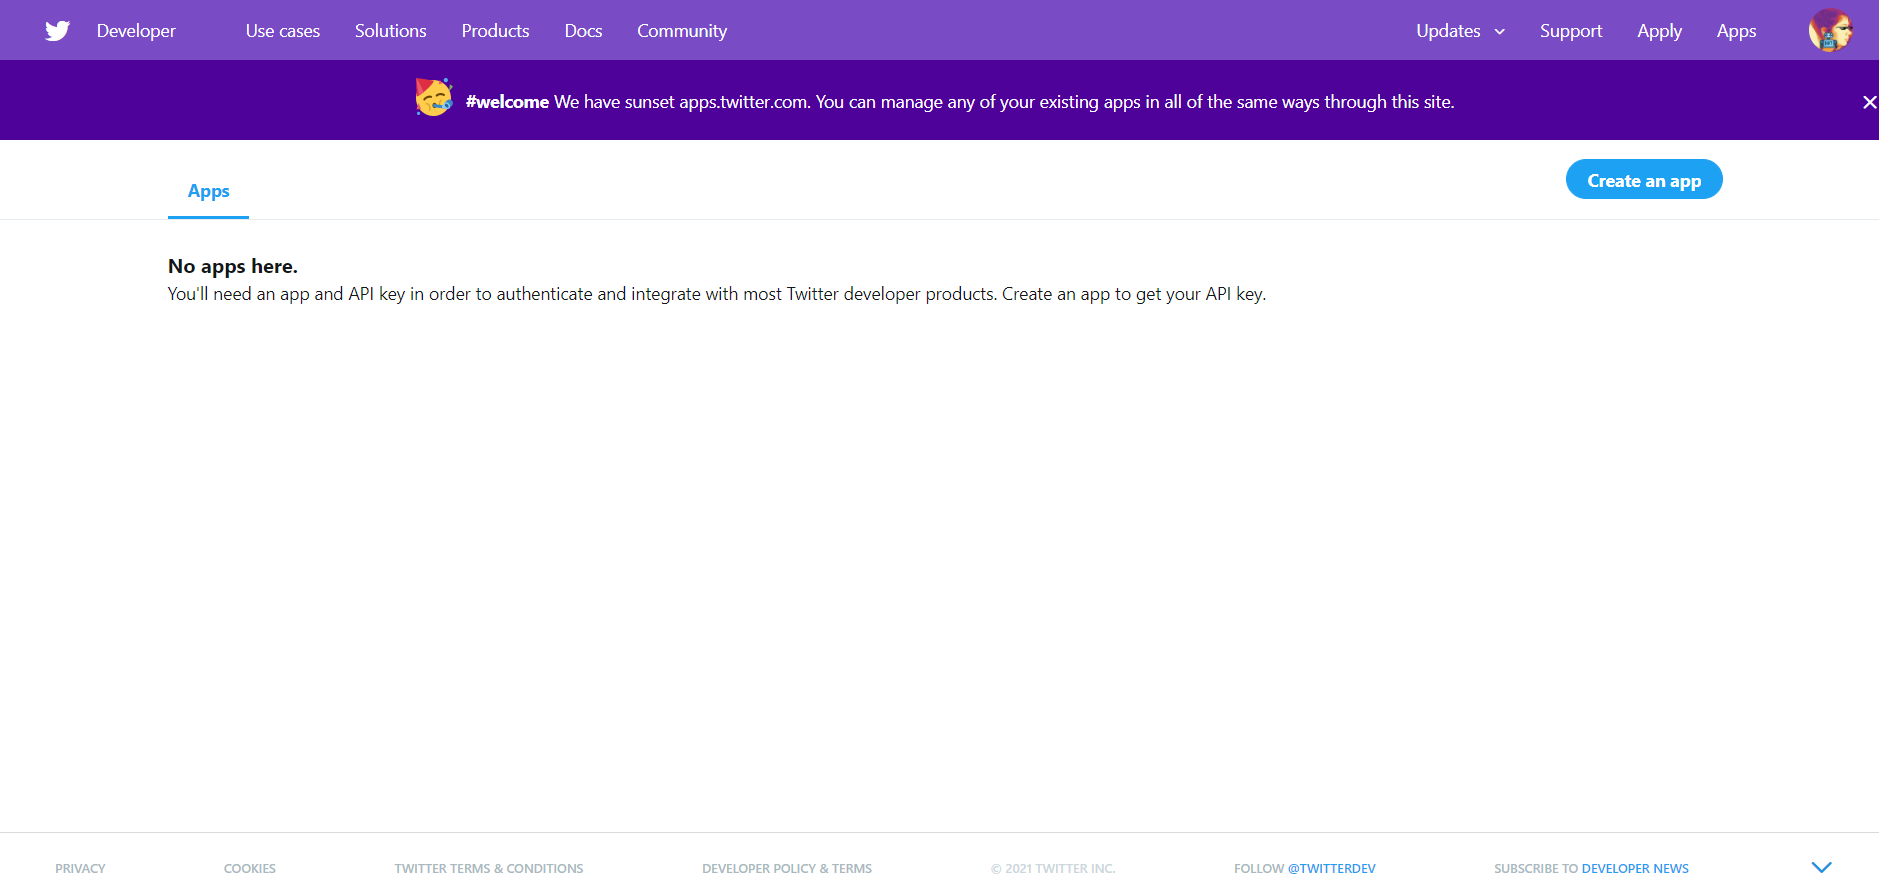 Developer Use cases Solutions Products Docs Community Updates Support Apply Apps
#welcome We have sunset apps.twitter.com. You can manage any of your existing apps in all of the same ways through this site.
Apps
Create an app
No apps here.
You'll need an app and API key in order to authenticate and integrate with most Twitter developer products. Create an app to get your API key.
PRIVACY COOKIES TWITTER TERMS & CONDITIONS DEVELOPER POLICY & TERMS © 2021 TWITTER INC. FOLLOW @TWITTERDEV SUBSCRIBE TO DEVELOPER NEWS